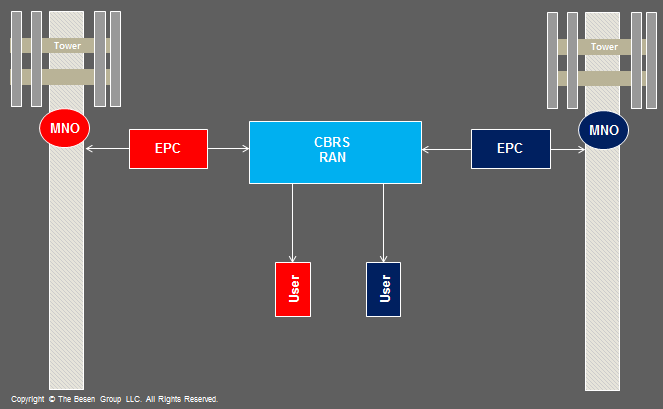 Tower
Tower
MNO
MNO
EPC
CBRS
RAN
EPC
User
User
Copyright © The Besen Group LLC. All Rights Reserved.